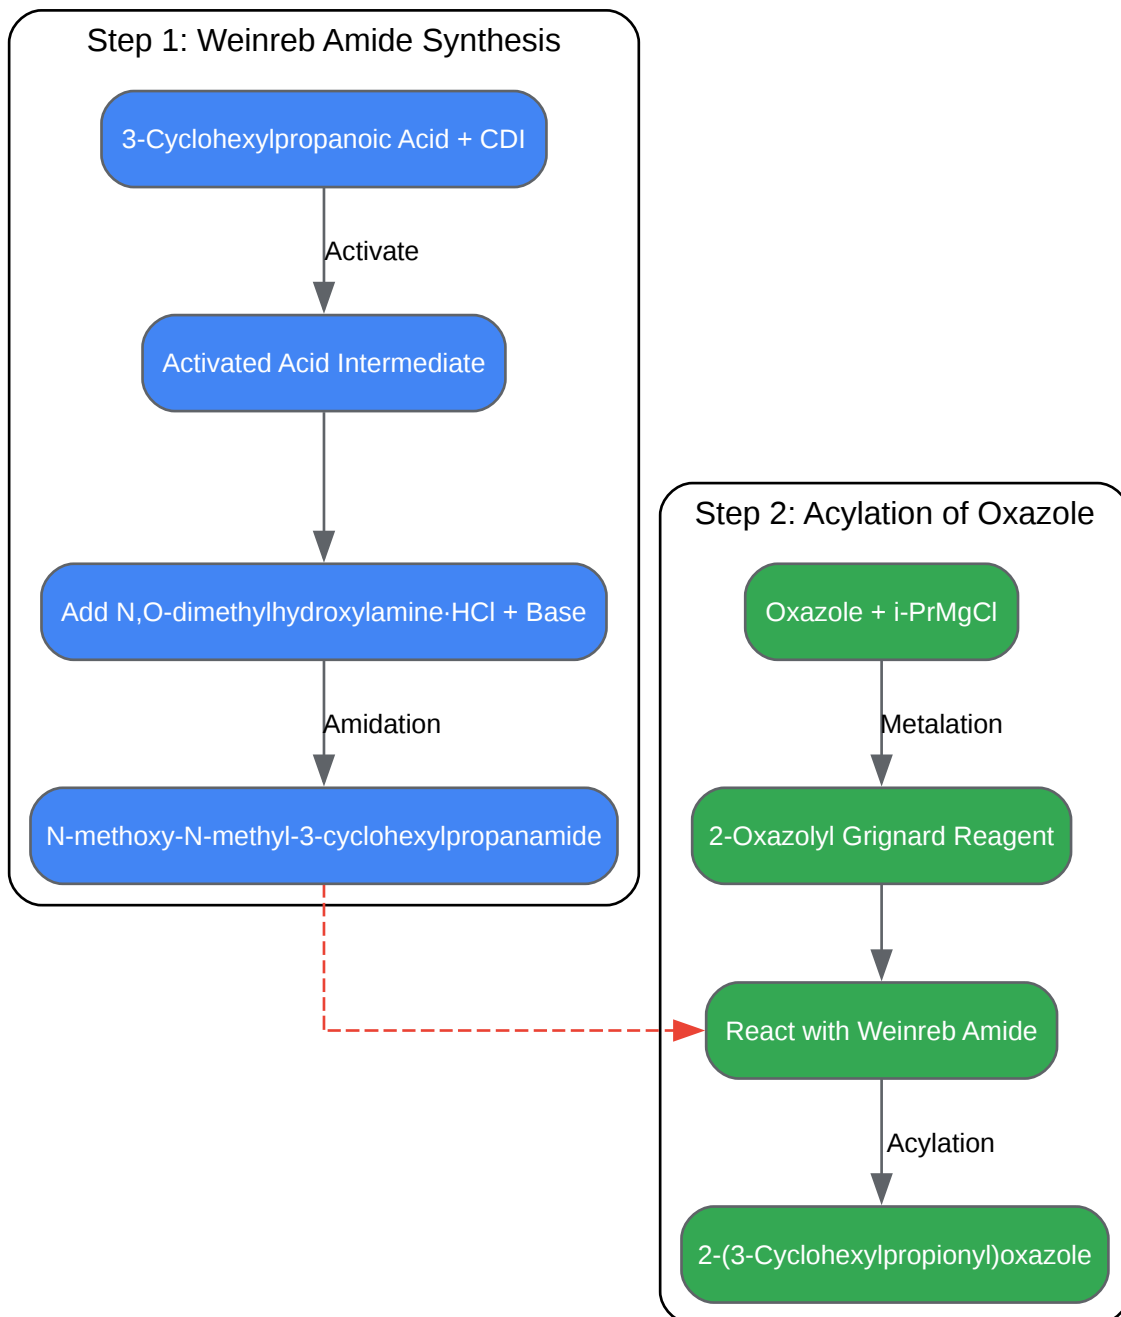 Step 1: Weinreb Amide Synthesis
3-Cyclohexylpropanoic Acid + CDI
Activate
Activated Acid Intermediate
Add N,O-dimethylhydroxylamine·HCl + Base
Amidation
N-methoxy-N-methyl-3-cyclohexylpropanamide
Step 2: Acylation of Oxazole
Oxazole + i-PrMgCl
Metalation
2-Oxazolyl Grignard Reagent
React with Weinreb Amide
Acylation
2-(3-Cyclohexylpropionyl)oxazole